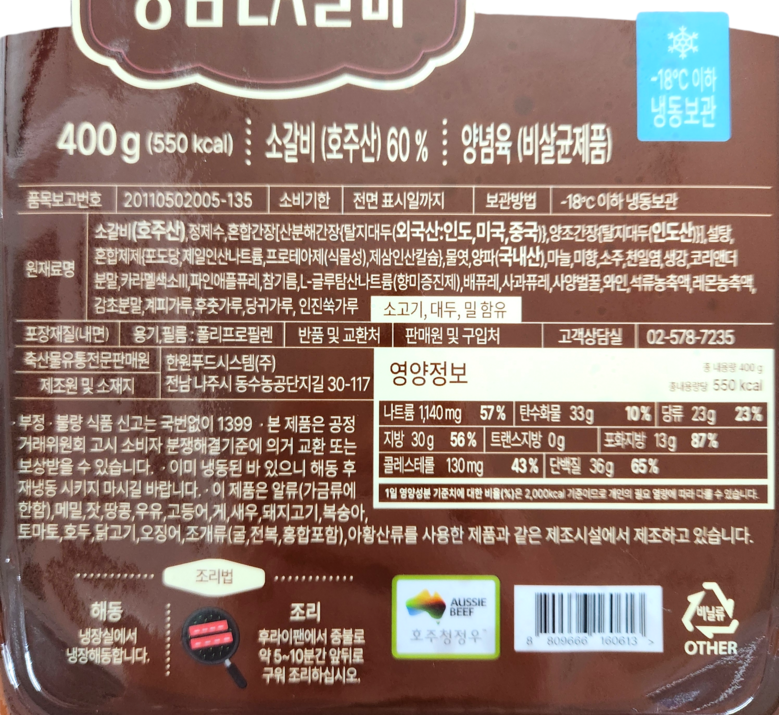 -18℃ 이하
냉동보관
400g (550 kcal) 소갈비 (호주산) 60 % 양념육 (비살균제품)
품목보고번호 20110502005-135 소비기한 전면 표시일까지 보관방법 -18℃ 이하 냉동보관
원재료명
소갈비(호주산),정제수,혼합간장[산분해간장{탈지대두(외국산:인도,미국,중국)},양조간장{탈지대두(인도산)}],설탕,
혼합제제(포도당,제일인산나트륨,프로테아제(식물성),제삼인산칼슘),물엿,양파(국내산),마늘,미향,소주,천일염,생강,코리앤더
분말,카라멜색소III,파인애플퓨레,참기름,L-글루탐산나트륨(향미증진제),배퓨레,사과퓨레,사양벌꿀,와인,석류농축액,레몬농축액,
감초분말,계피가루,후춧가루,당귀가루, 인진쑥가루 소고기, 대두, 밀 함유
포장재질(내면) 용기,필름 : 폴리프로필렌 반품 및 교환처 판매원 및 구입처 고객상담실 02-578-7235
축산물유통전문판매원 한원푸드시스템(주)
제조원 및 소재지 전남 나주시 동수농공단지길 30-117
영양정보 총 내용량 400 g
총 내용량당 550 kcal
나트륨 1,140 mg 57 % 탄수화물 33 g 10 % 당류 23 g 23 %
지방 30 g 56 % 트랜스지방 0 g 포화지방 13 g 87 %
콜레스테롤 130 mg 43 % 단백질 36 g 65 %
1일 영양성분 기준치에 대한 비율(%)은 2,000kcal 기준이므로 개인의 필요 열량에 따라 다를 수 있습니다.
· 부정 · 불량 식품 신고는 국번없이 1399 · 본 제품은 공정
거래위원회 고시 소비자 분쟁해결기준에 의거 교환 또는
보상받을 수 있습니다. · 이미 냉동된 바 있으니 해동 후
재냉동 시키지 마시길 바랍니다. · 이 제품은 알류(가금류에
한함),메밀,잣,땅콩,우유,고등어,게,새우,돼지고기,복숭아,
토마토,호두,닭고기,오징어,조개류(굴,전복,홍합포함),아황산류를 사용한 제품과 같은 제조시설에서 제조하고 있습니다.
조리법
해동
냉장실에서
냉장해동합니다.
조리
후라이팬에서 중불로
약 5~10분간 앞뒤로
구워 조리하십시오.
AUSSIE
BEEF
호주청정우
8 809666 160613 >
비닐류
OTHER